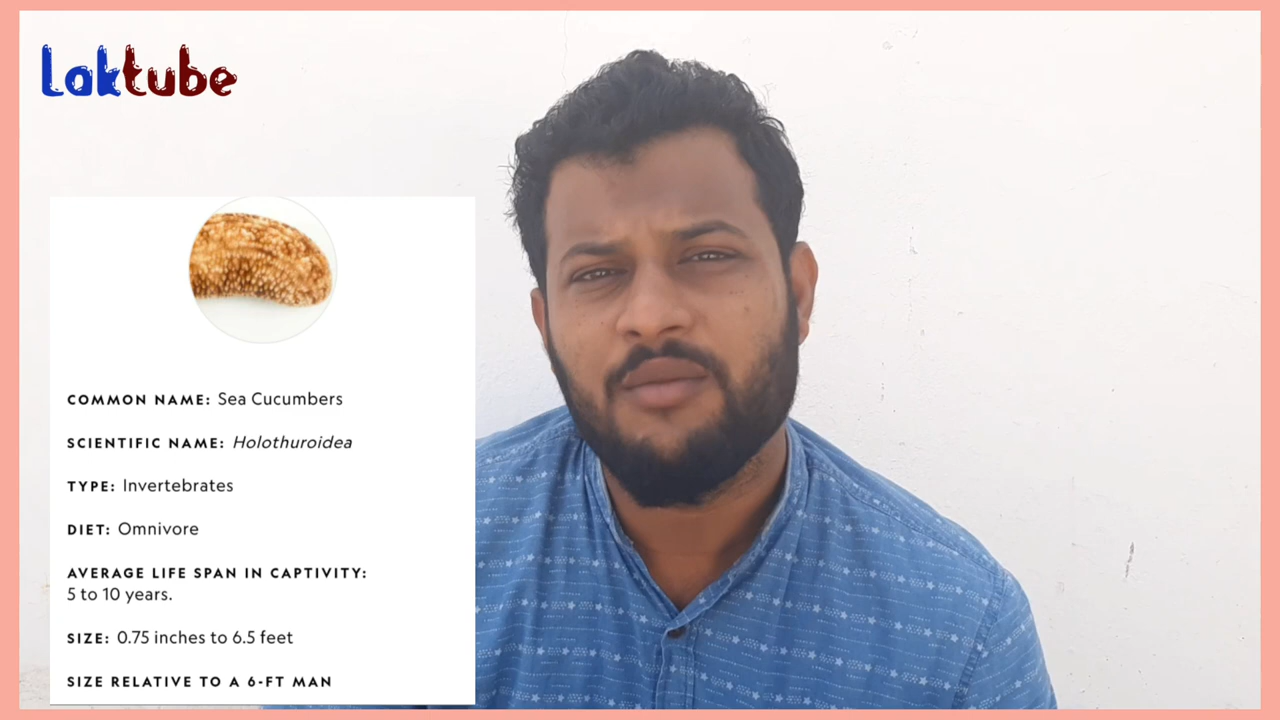 Laktube
COMMON NAME: Sea Cucumbers
SCIENTIFIC NAME: Holothuroidea
TYPE: Invertebrates
DIET: Omnivore
AVERAGE LIFE SPAN IN CAPTIVITY:
5 to 10 years.
SIZE: 0.75 inches to 6.5 feet
SIZE RELATIVE TO A 6-FT MAN